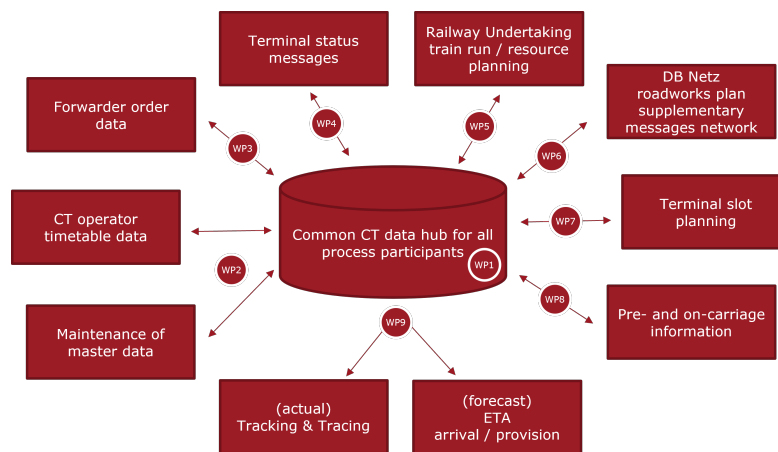 Terminal status
messages
Railway Undertaking
train run / resource
planning
DB Netz
roadworks plan
supplementary
messages network
Forwarder order
data
WP4
WP5
WP3
WP6
CT operator
timetable data
Common CT data hub for all
process participants
WP1
WP7
Terminal slot
planning
WP2
WP8
Maintenance of
master data
Pre- and on-carriage
information
WP9
(actual)
Tracking & Tracing
(forecast)
ETA
arrival / provision